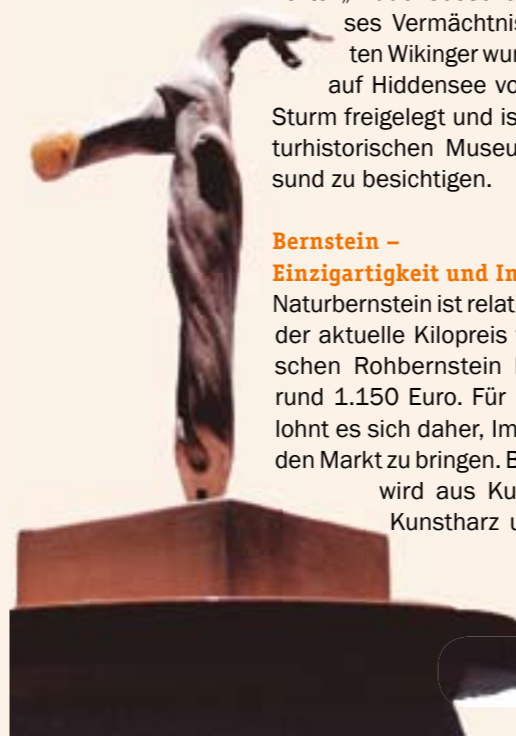 ses Vermächtnis
ten Wikinger wur
auf Hiddensee vo
Sturm freigelegt und is
turhistorischen Museu
sund zu besichtigen.
Bernstein –
Einzigartigkeit und In
Naturbernstein ist relat
der aktuelle Kilopreis
schen Rohbernstein
rund 1.150 Euro. Für
lohnt es sich daher, Im
den Markt zu bringen. B
wird aus Ku
Kunstharz u